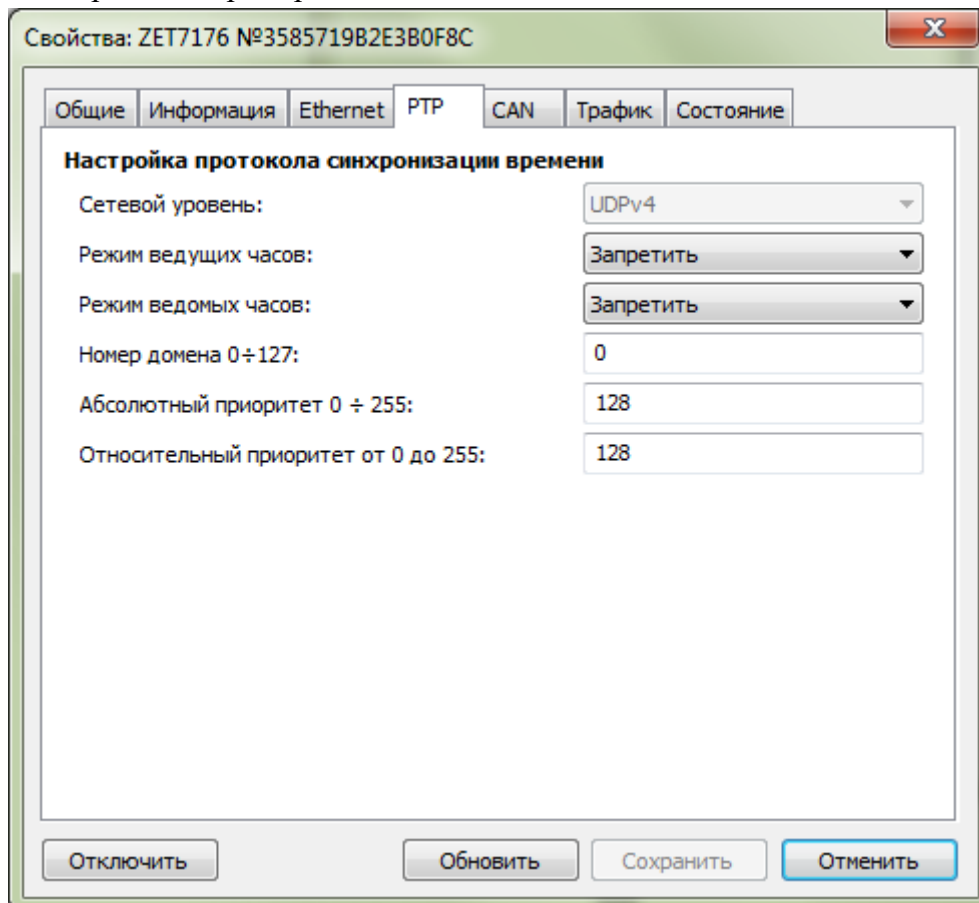 Свойства: ZET7176 №3585719B2E3B0F8C
Общие Информация Ethernet PTP CAN Трафик Состояние
Настройка протокола синхронизации времени
Сетевой уровень: UDPv4
Режим ведущих часов: Запретить
Режим ведомых часов: Запретить
Номер домена 0÷127: 0
Абсолютный приоритет 0 ÷ 255: 128
Относительный приоритет от 0 до 255: 128
Отключить Обновить Сохранить Отменить